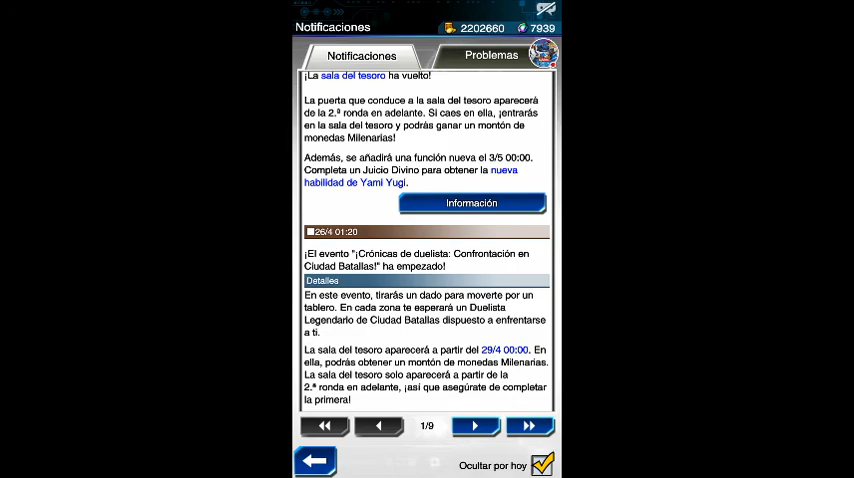 Notificaciones
2202660
7939
Notificaciones
Problemas
¡La sala del tesoro ha vuelto!
La puerta que conduce a la sala del tesoro aparecerá
de la 2.ª ronda en adelante. Si caes en ella, ¡entrarás
en la sala del tesoro y podrás ganar un montón de
monedas Milenarias!
Además, se añadirá una función nueva el 3/5 00:00.
Completa un Juicio Divino para obtener la nueva
habilidad de Yami Yugi.
Información
26/4 01:20
¡El evento "¡Crónicas de duelista: Confrontación en
Ciudad Batallas!" ha empezado!
Detalles
En este evento, tirarás un dado para moverte por un
tablero. En cada zona te esperará un Duelista
Legendario de Ciudad Batallas dispuesto a enfrentarse
a ti.
La sala del tesoro aparecerá a partir del 29/4 00:00. En
ella, podrás obtener un montón de monedas Milenarias.
La sala del tesoro solo aparecerá a partir de la
2.ª ronda en adelante, ¡así que asegúrate de completar
la primera!
1/9
Ocultar por hoy